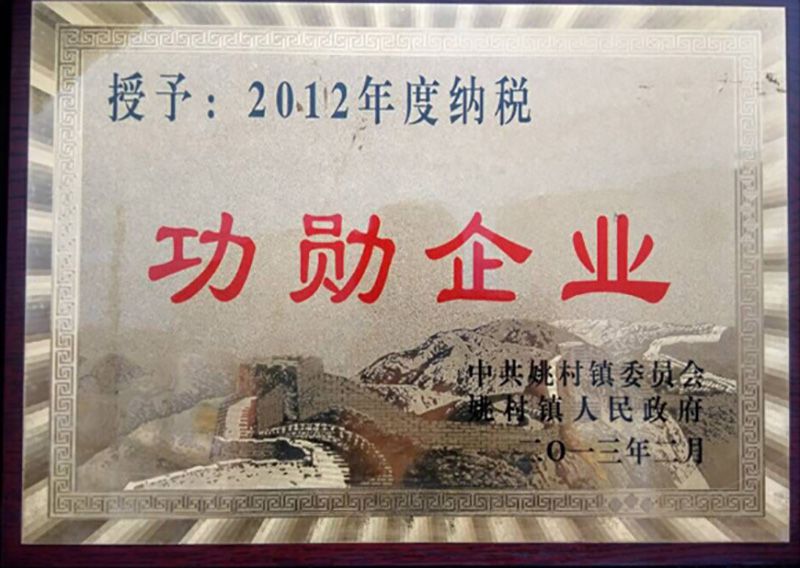 授予：2012年度纳税
功勋企业
中共姚村镇委员会
姚村镇人民政府
二〇一三年二月